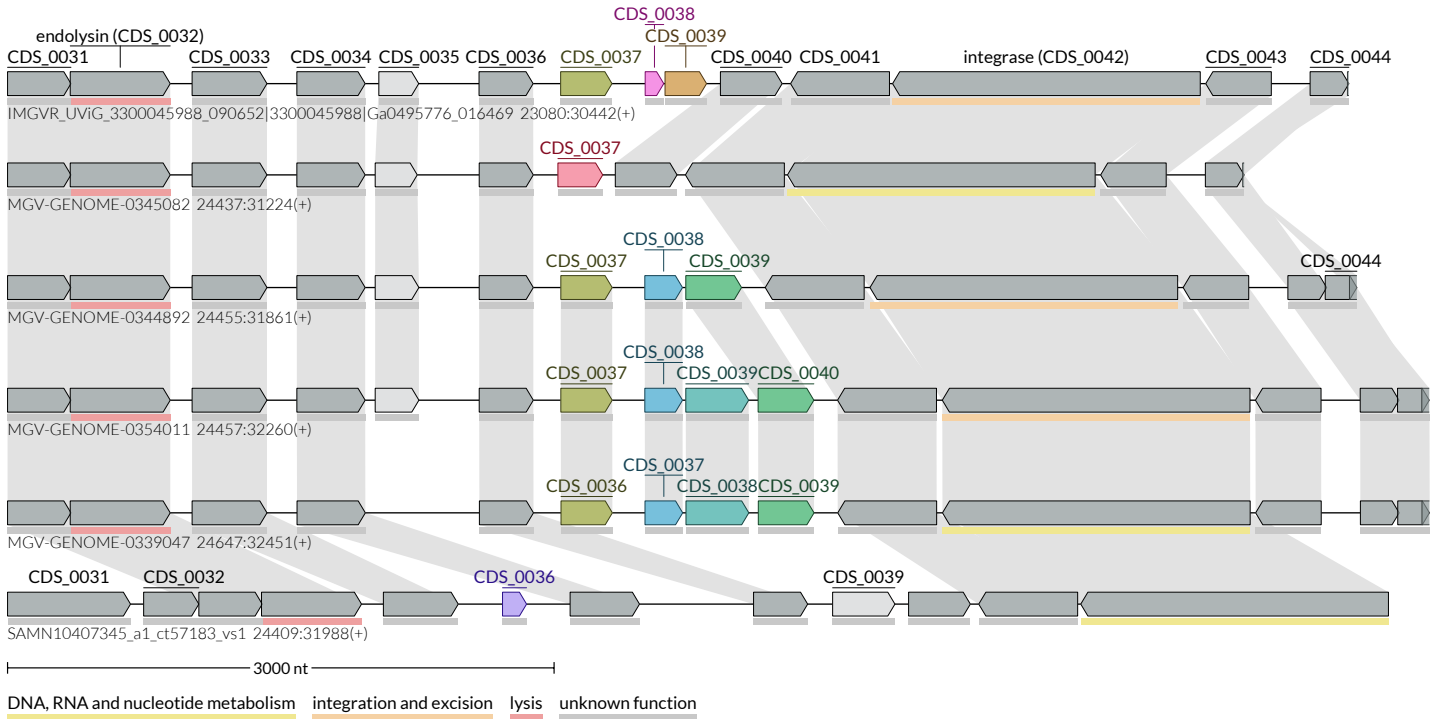 CDS_0038
endolysin (CDS_0032) CDS_0039
CDS_0031 CDS_0033 CDS_0034 CDS_0035 CDS_0036 CDS_0037 CDS_0040 CDS_0041 integrase (CDS_0042) CDS_0043 CDS_0044
IMGVR_UViG_3300045988_090652|3300045988|Ga0495776_016469 23080:30442(+)
CDS_0037
MGV-GENOME-0345082 24437:31224(+)
CDS_0038
CDS_0037 CDS_0039 CDS_0044
MGV-GENOME-0344892 24455:31861(+)
CDS_0038
CDS_0037 CDS_0039 CDS_0040
MGV-GENOME-0354011 24457:32260(+)
CDS_0037
CDS_0036 CDS_0038 CDS_0039
MGV-GENOME-0339047 24647:32451(+)
CDS_0031 CDS_0032 CDS_0036 CDS_0039
SAMN10407345_a1_ct57183_vs1 24409:31988(+)
3000 nt
DNA, RNA and nucleotide metabolism integration and excision lysis unknown function